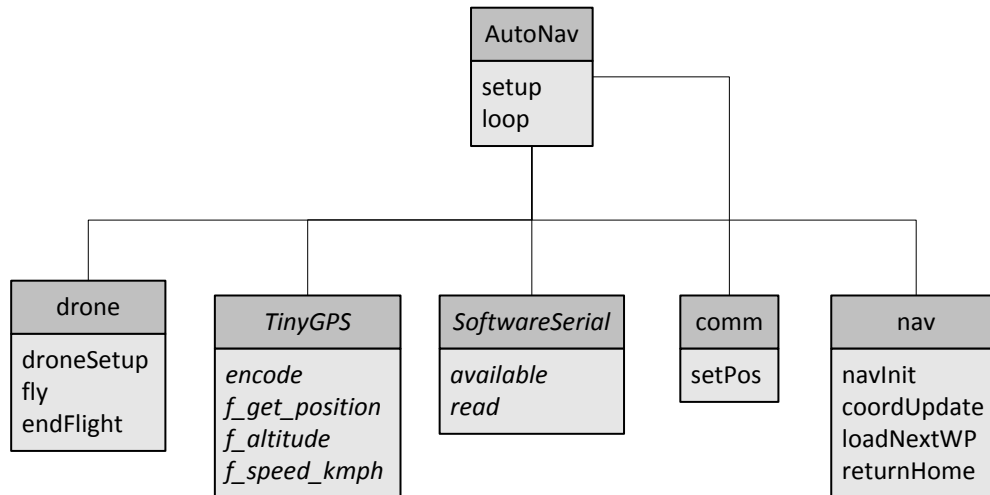 AutoNav
setup
loop
drone
droneSetup
fly
endFlight
TinyGPS
encode
f_get_position
f_altitude
f_speed_kmph
SoftwareSerial
available
read
comm
setPos
nav
navInit
coordUpdate
loadNextWP
returnHome